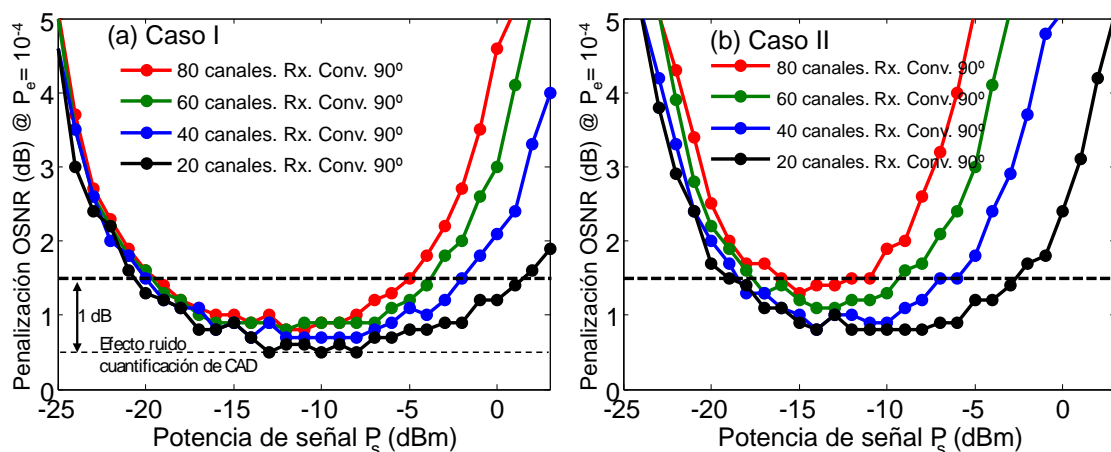 Penalización OSNR (dB) @ P_e= 10^-4
5
4
3
2
1
0
(a) Caso I
80 canales. Rx. Conv. 90º
60 canales. Rx. Conv. 90º
40 canales. Rx. Conv. 90º
20 canales. Rx. Conv. 90º
1 dB
Efecto ruido
cuantificación de CAD
-25 -20 -15 -10 -5 0
Potencia de señal P_s (dBm)
Penalización OSNR (dB) @ P_e= 10^-4
5
4
3
2
1
0
(b) Caso II
80 canales. Rx. Conv. 90º
60 canales. Rx. Conv. 90º
40 canales. Rx. Conv. 90º
20 canales. Rx. Conv. 90º
-25 -20 -15 -10 -5 0
Potencia de señal P_s (dBm)